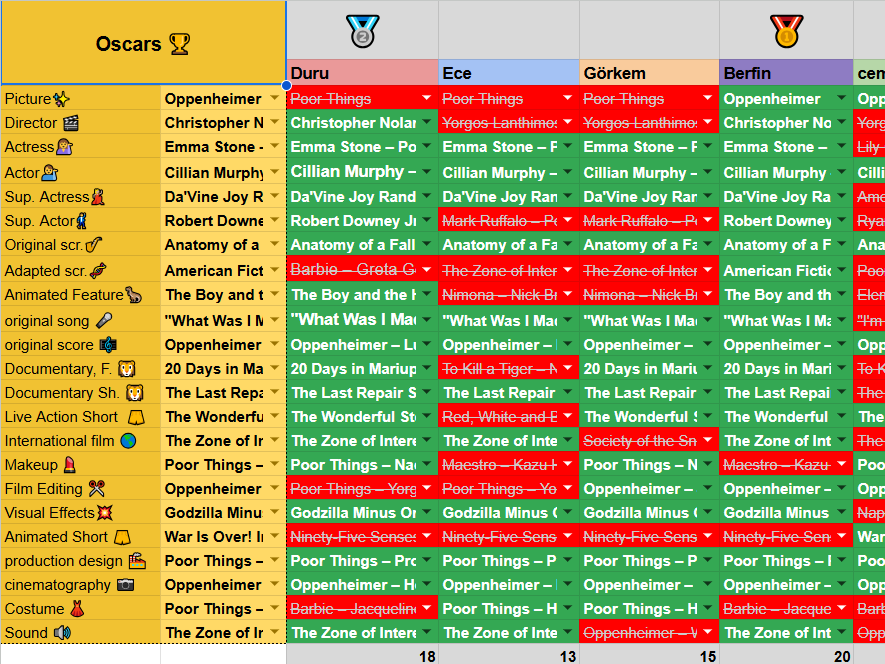 Oscars 🏆
2
1
Duru Ece Görkem Berfin cem
Picture✨ Oppenheimer Poor Things Poor Things Poor Things Oppenheimer Opp
Director 🎬 Christopher N Christopher Nolar Yorgos Lanthimos Yorgos Lanthimos Christopher No Yorg
Actress Emma Stone - Emma Stone – Po Emma Stone – P Emma Stone – P Emma Stone – Lily
Actor Cillian Murphy Cillian Murphy – Cillian Murphy - Cillian Murphy - Cillian Murphy Cilli
Sup. Actress Da'Vine Joy R Da'Vine Joy Rand Da'Vine Joy Ran Da'Vine Joy Ran Da'Vine Joy Ra Ame
Sup. Actor Robert Downe Robert Downey Jr Mark Ruffalo – Po Mark Ruffalo – Po Robert Downey Rya
Original scr. Anatomy of a Anatomy of a Fall Anatomy of a Fa Anatomy of a Fa Anatomy of a F Ana
Adapted scr. American Fict Barbie – Greta G The Zone of Inter The Zone of Inter American Fictio Poo
Animated Feature The Boy and t The Boy and the H Nimona – Nick Br Nimona – Nick Br The Boy and th Elem
original song 🎤 "What Was I M "What Was I Mac "What Was I Mac "What Was I Mac "What Was I Ma "I'm
original score Oppenheimer Oppenheimer – Lu Oppenheimer – Oppenheimer – Oppenheimer – Opp
Documentary, F. 20 Days in Ma 20 Days in Mariup To Kill a Tiger – N 20 Days in Mariu 20 Days in Mari To K
Documentary Sh. The Last Repa The Last Repair S The Last Repair The Last Repair The Last Repai The
Live Action Short The Wonderfu The Wonderful St Red, White and B The Wonderful S The Wonderful The
International film 🌍 The Zone of Ir The Zone of Intere The Zone of Inte Society of the Sn The Zone of Int The
Makeup 💄 Poor Things – Poor Things – Na Maestro – Kazu H Poor Things – N Maestro – Kazu Poo
Film Editing Oppenheimer Poor Things – Yorg Poor Things – Yo Oppenheimer – Oppenheimer – Opp
Visual Effects💥 Godzilla Minus Godzilla Minus Or Godzilla Minus Godzilla Minus Godzilla Minus Nap
Animated Short War Is Over! Ninety-Five Senses Ninety-Five Sens Ninety-Five Sens Ninety-Five Sen War
production design Poor Things – Poor Things – Pro Poor Things – P Poor Things – P Poor Things – Poo
cinematography 📷 Oppenheimer Oppenheimer – Ho Oppenheimer – Oppenheimer – Oppenheimer – Opp
Costume Poor Things – Barbie – Jacqueline Poor Things – H Poor Things – H Barbie – Jacque Barb
Sound 🔊 The Zone of Ir The Zone of Intere The Zone of Inte Oppenheimer – W The Zone of Int Opp
18 13 15 20